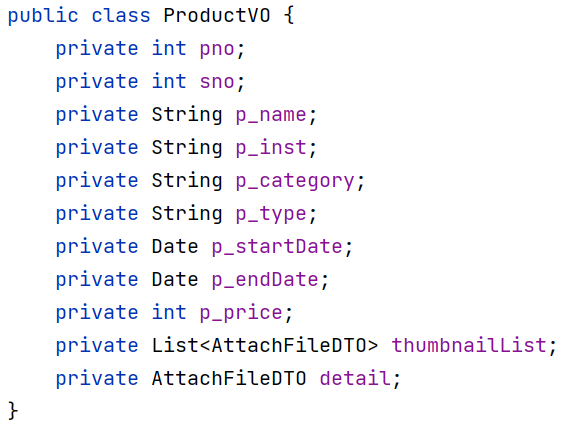 public class ProductVO {
    private int pno;
    private int sno;
    private String p_name;
    private String p_inst;
    private String p_category;
    private String p_type;
    private Date p_startDate;
    private Date p_endDate;
    private int p_price;
    private List<AttachFileDTO> thumbnailList;
    private AttachFileDTO detail;
}